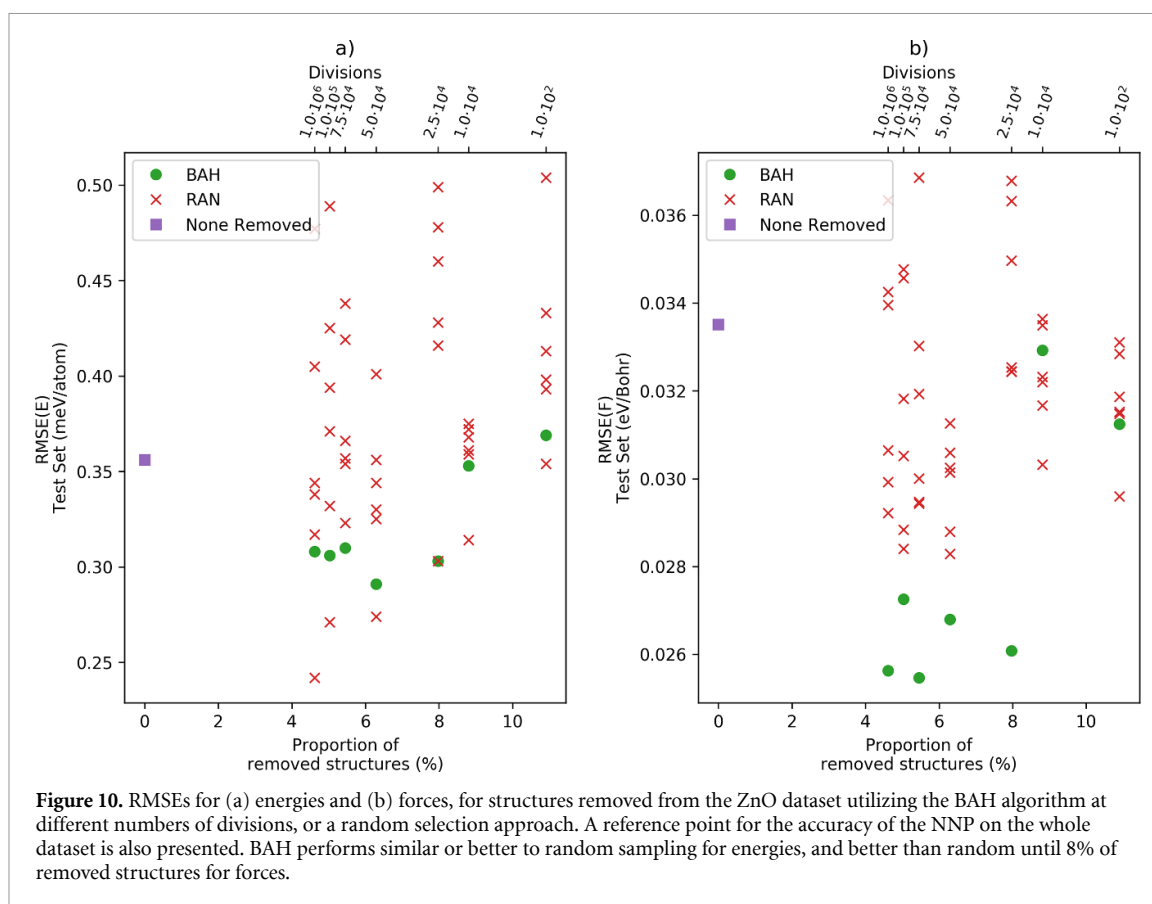 a)
Divisions
1.0·10⁶
1.0·10⁵
7.5·10⁴
5.0·10⁴
2.5·10⁴
1.0·10⁴
1.0·10²
BAH
RAN
None Removed
0.50
0.45
0.40
0.35
0.30
0.25
RMSE(E)
Test Set (meV/atom)
0 2 4 6 8 10
Proportion of
removed structures (%)
b)
Divisions
1.0·10⁶
1.0·10⁵
7.5·10⁴
5.0·10⁴
2.5·10⁴
1.0·10⁴
1.0·10²
BAH
RAN
None Removed
0.036
0.034
0.032
0.030
0.028
0.026
RMSE(F)
Test Set (eV/Bohr)
0 2 4 6 8 10
Proportion of
removed structures (%)
Figure 10. RMSEs for (a) energies and (b) forces, for structures removed from the ZnO dataset utilizing the BAH algorithm at
different numbers of divisions, or a random selection approach. A reference point for the accuracy of the NNP on the whole
dataset is also presented. BAH performs similar or better to random sampling for energies, and better than random until 8% of
removed structures for forces.